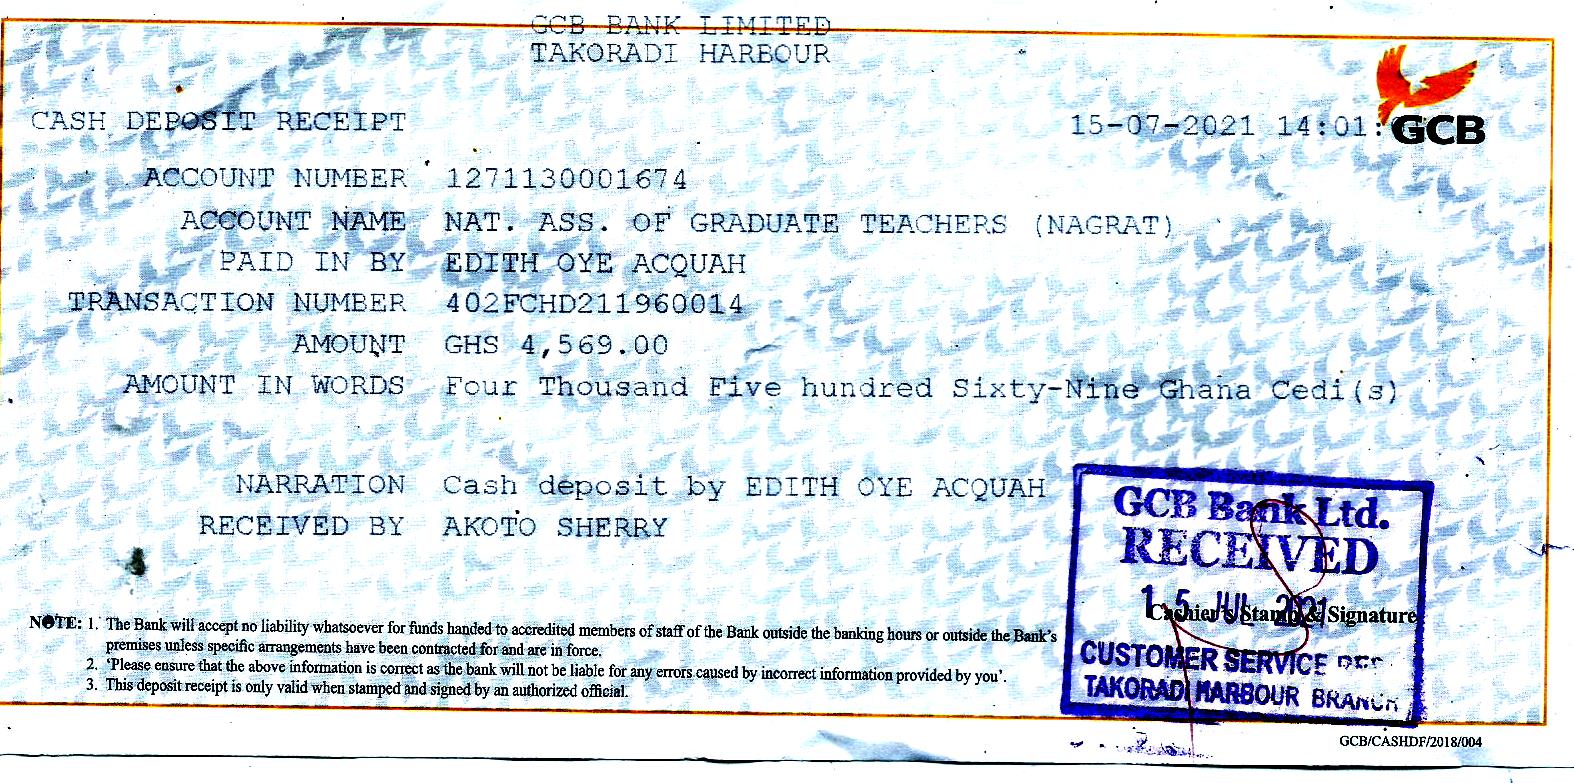 GCB BANK LIMITED
TAKORADI HARBOUR
CASH DEPOSIT RECEIPT
15-07-2021 14:01:
GCB
ACCOUNT NUMBER 1271130001674
ACCOUNT NAME NAT. ASS. OF GRADUATE TEACHERS (NAGRAT)
PAID IN BY EDITH OYE ACQUAH
TRANSACTION NUMBER 402FCHD211960014
AMOUNT GHS 4,569.00
AMOUNT IN WORDS Four Thousand Five hundred Sixty-Nine Ghana Cedi(s)
NARRATION Cash deposit by EDITH OYE ACQUAH
RECEIVED BY AKOTO SHERRY
GCB Bank Ltd.
RECEIVED
15 JUL 2021
Cashier's Stamp & Signature
CUSTOMER SERVICE
TAKORADI HARBOUR BRANCH
NOTE: 1. The Bank will accept no liability whatsoever for funds handed to accredited members of staff of the Bank outside the banking hours or outside the Bank's
premises unless specific arrangements have been contracted for and are in force.
2. 'Please ensure that the above information is correct as the bank will not be liable for any errors caused by incorrect information provided by you'.
3. This deposit receipt is only valid when stamped and signed by an authorized official.
GCB/CASHDF/2018/004